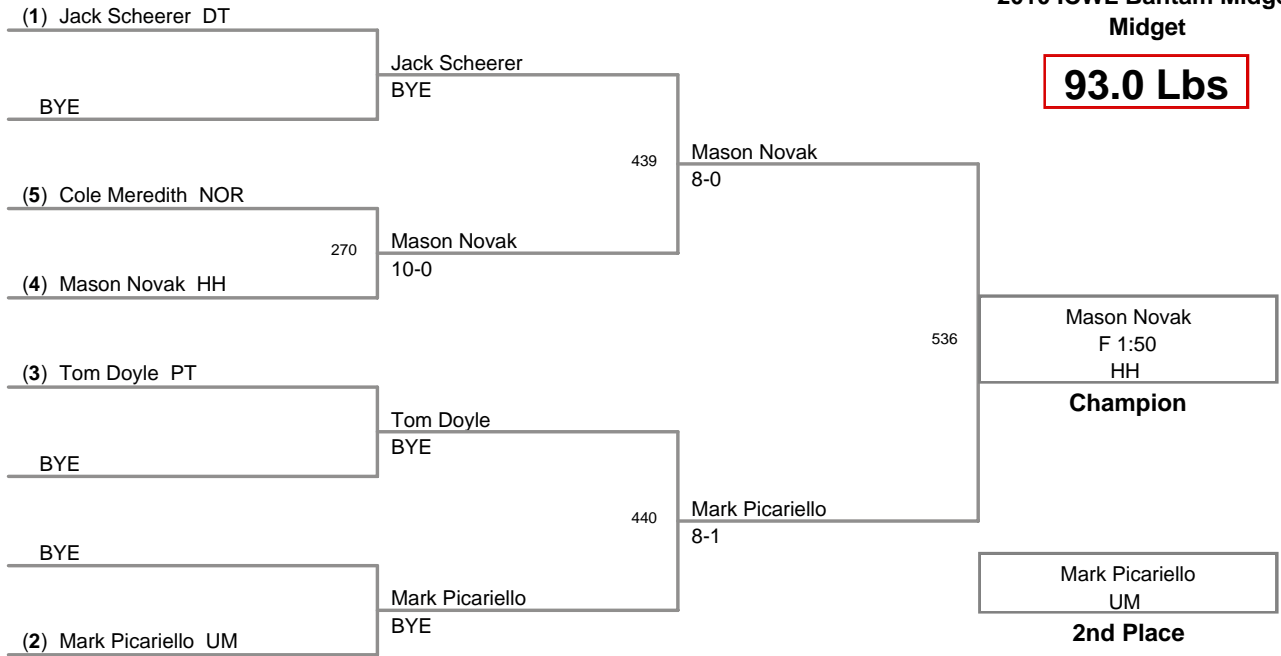 2016 ICWL Bantam Midge
Midget
93.0 Lbs
(1) Jack Scheerer DT
Jack Scheerer
BYE
BYE
439
Mason Novak
8-0
(5) Cole Meredith NOR
270
Mason Novak
10-0
(4) Mason Novak HH
536
Mason Novak
F 1:50
HH
Champion
(3) Tom Doyle PT
Tom Doyle
BYE
BYE
440
Mark Picariello
8-1
BYE
Mark Picariello
BYE
(2) Mark Picariello UM
Mark Picariello
UM
2nd Place